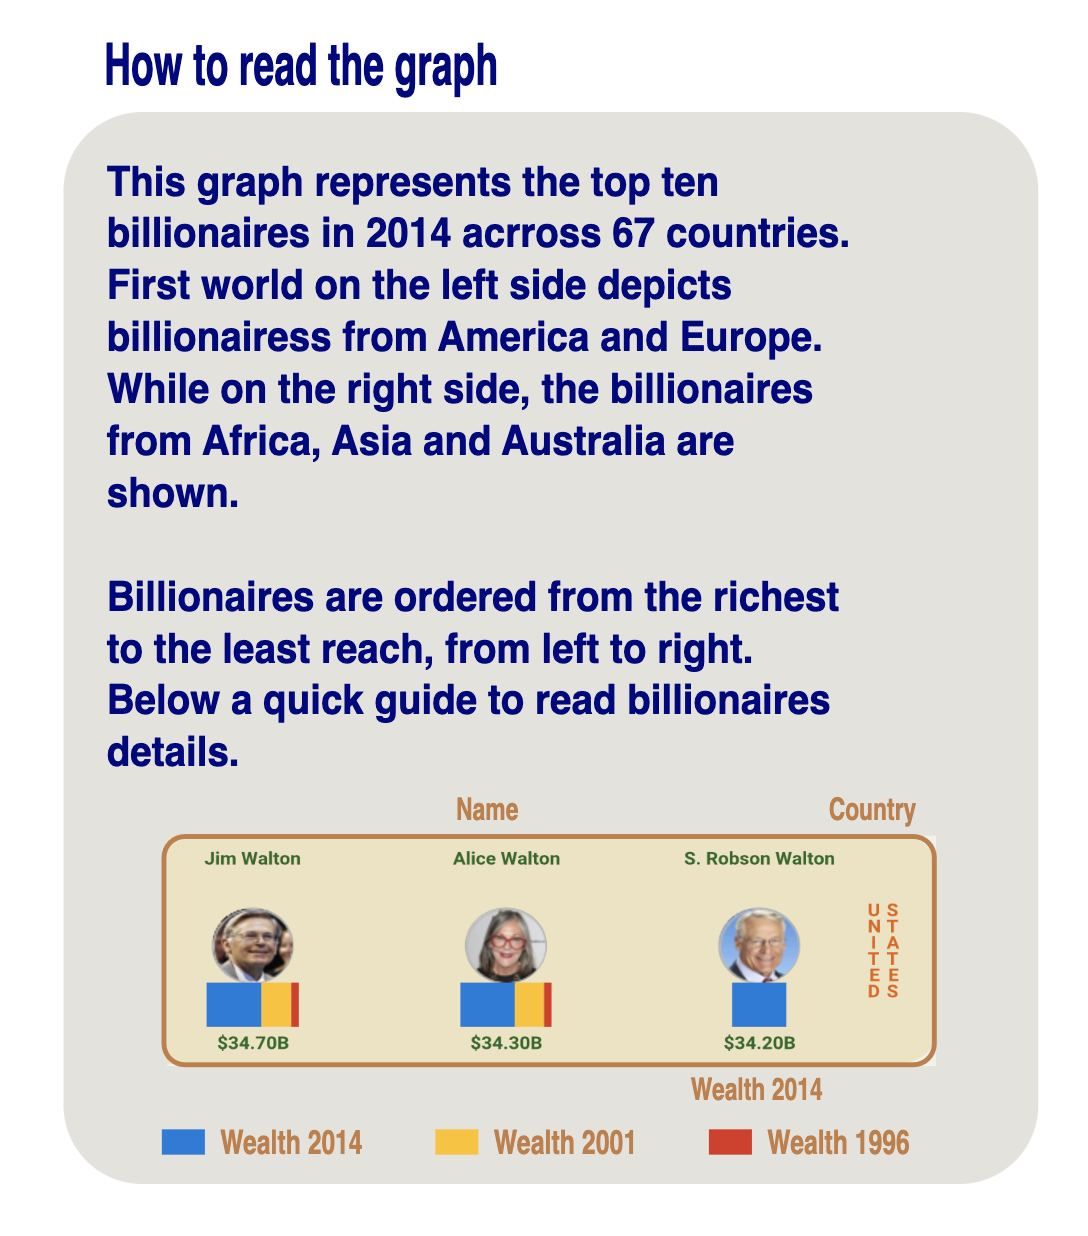 How to read the graph
This graph represents the top ten
billionaires in 2014 acrross 67 countries.
First world on the left side depicts
billionairess from America and Europe.
While on the right side, the billionaires
from Africa, Asia and Australia are
shown.
Billionaires are ordered from the richest
to the least reach, from left to right.
Below a quick guide to read billionaires
details.
Name Country
Jim Walton Alice Walton S. Robson Walton
UNITED STATES
$34.70B $34.30B $34.20B
Wealth 2014
Wealth 2014 Wealth 2001 Wealth 1996